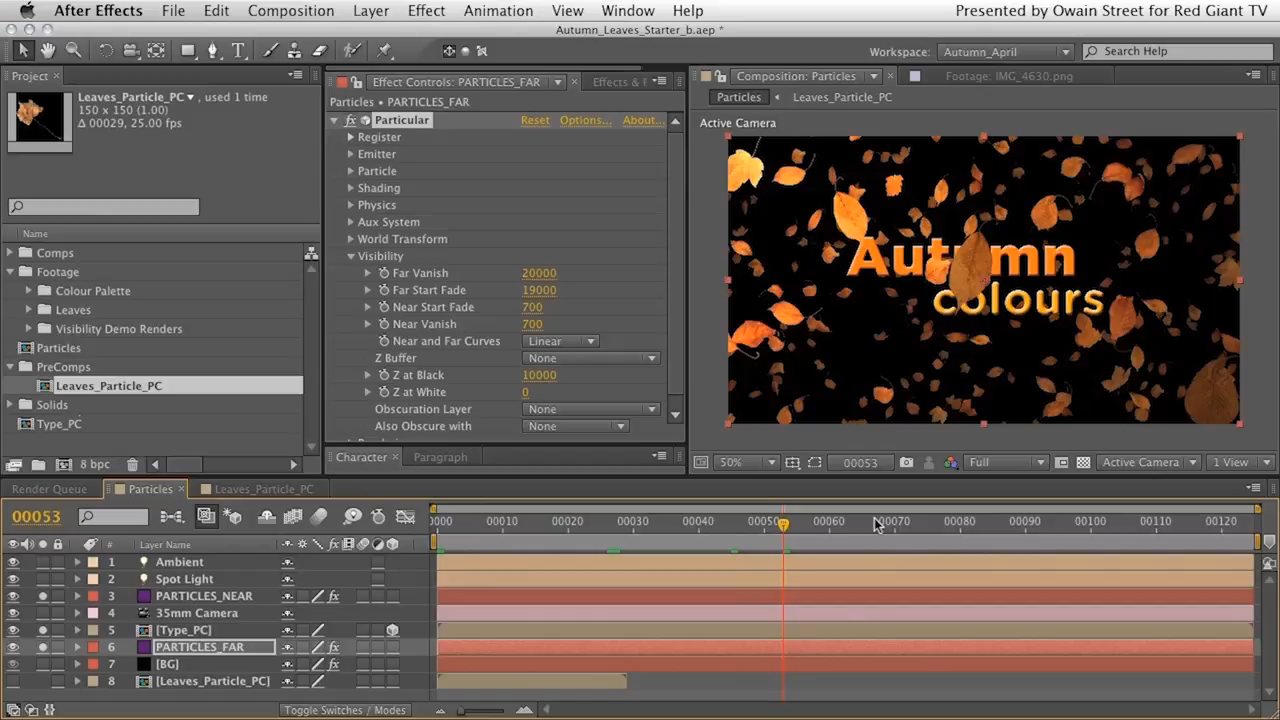 After Effects File Edit Composition Layer Effect Animation View Window Help Presented by Owain Street for Red Giant TV
Autumn_Leaves_Starter_b.aep *
Workspace: Autumn_April Search Help
Project
Leaves_Particle_PC , used 1 time
150 x 150 (1.00)
Δ 00029, 25.00 fps
Name
Comps
Footage
Colour Palette
Leaves
Visibility Demo Renders
Particles
PreComps
Leaves_Particle_PC
Solids
Type_PC
8 bpc
Effect Controls: PARTICLES_FAR Effects &
Particles • PARTICLES_FAR
Particular Reset Options... About...
Register
Emitter
Particle
Shading
Physics
Aux System
World Transform
Visibility
Far Vanish 20000
Far Start Fade 19000
Near Start Fade 700
Near Vanish 700
Near and Far Curves Linear
Z Buffer None
Z at Black 10000
Z at White 0
Obscuration Layer None
Also Obscure with None
Character Paragraph
Composition: Particles Footage: IMG_4630.png
Particles Leaves_Particle_PC
Active Camera
Autumn
colours
50% 00053 Full Active Camera 1 View
Render Queue Particles Leaves_Particle_PC
00053
0000 00010 00020 00030 00040 00050 00060 00070 00080 00090 00100 00110 00120
# Layer Name
1 Ambient
2 Spot Light
3 PARTICLES_NEAR
4 35mm Camera
5 [Type_PC]
6 PARTICLES_FAR
7 [BG]
8 [Leaves_Particle_PC]
Toggle Switches / Modes